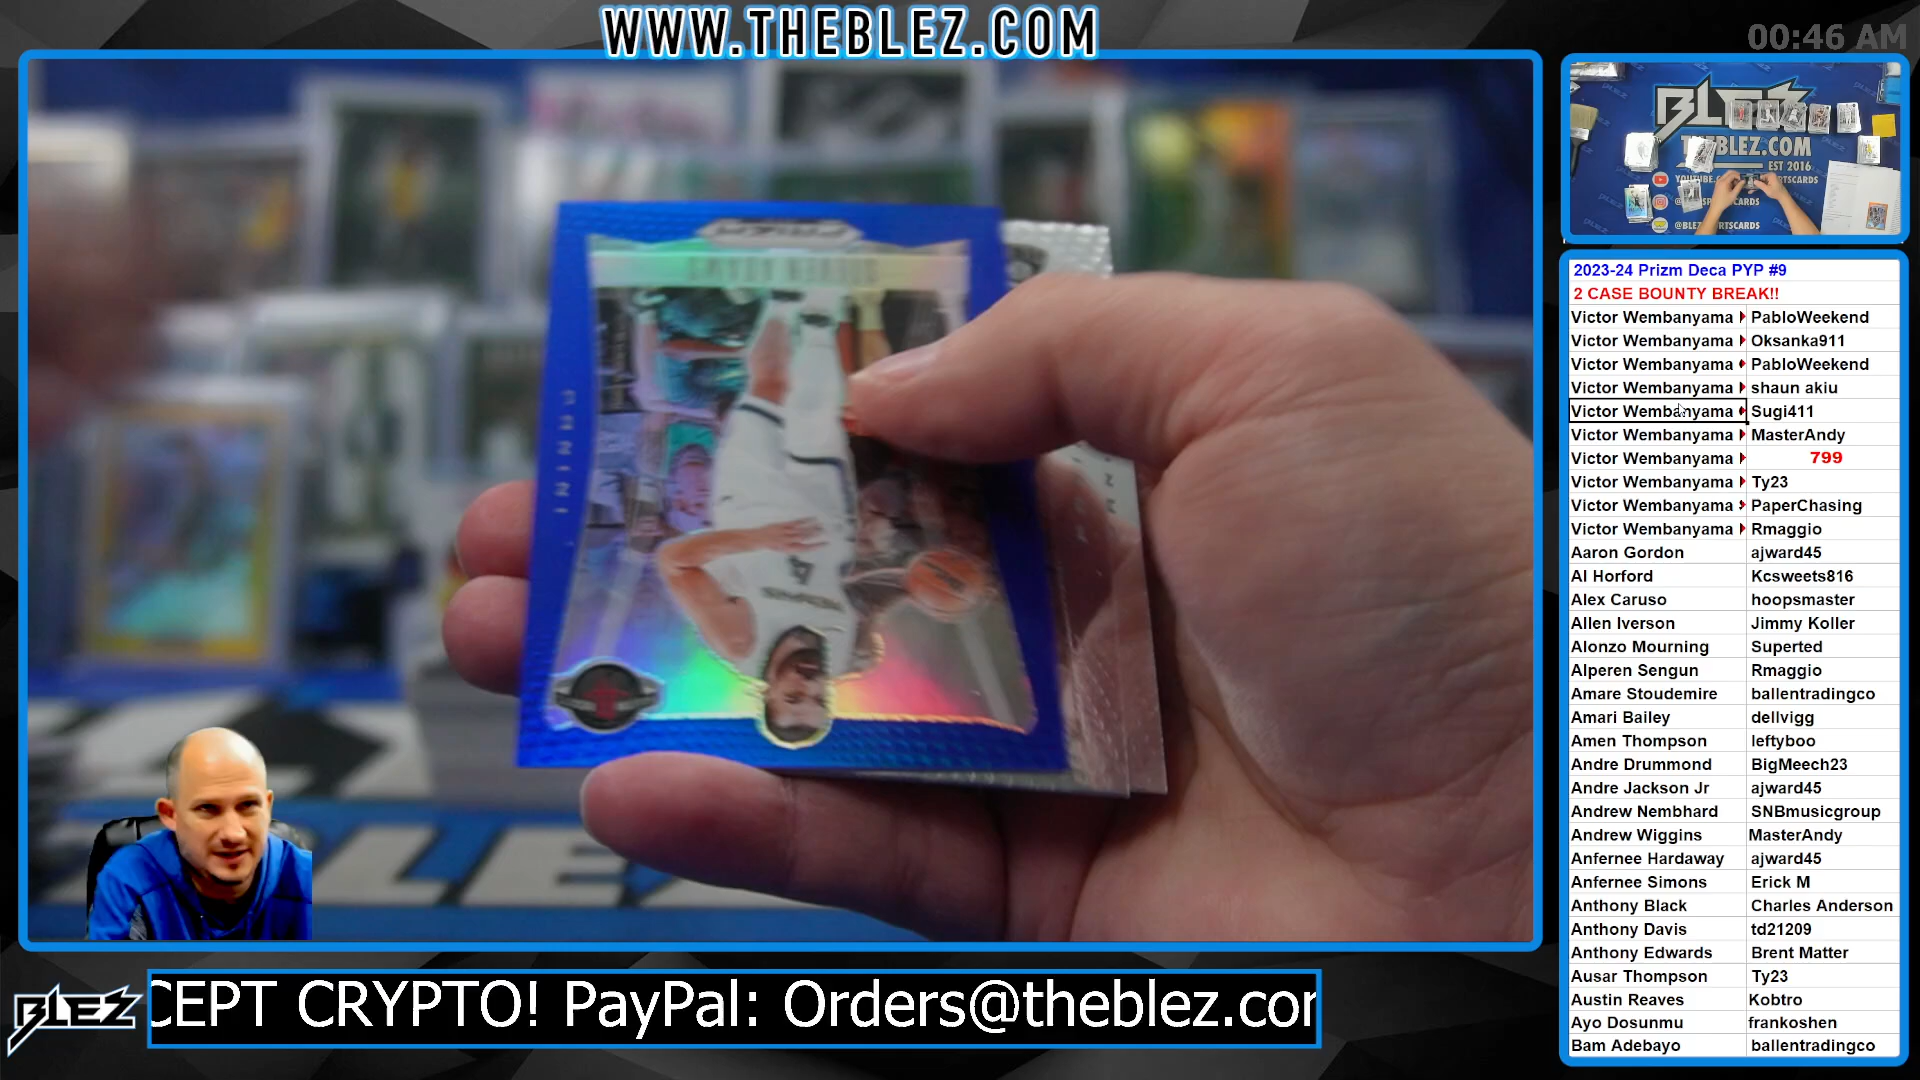 WWW.THEBLEZ.COM
00:46 AM
BLEZ
THEBLEZ.COM
EST 2016
2023-24 Prizm Deca PYP #9
2 CASE BOUNTY BREAK!!
Victor Wembanyama PabloWeekend
Victor Wembanyama Oksanka911
Victor Wembanyama PabloWeekend
Victor Wembanyama shaun akiu
Victor Wembanyama Sugi411
Victor Wembanyama MasterAndy
Victor Wembanyama 799
Victor Wembanyama Ty23
Victor Wembanyama PaperChasing
Victor Wembanyama Rmaggio
Aaron Gordon ajward45
Al Horford Kcsweets816
Alex Caruso hoopsmaster
Allen Iverson Jimmy Koller
Alonzo Mourning Superted
Alperen Sengun Rmaggio
Amare Stoudemire ballentradingco
Amari Bailey dellvigg
Amen Thompson leftyboo
Andre Drummond BigMeech23
Andre Jackson Jr ajward45
Andrew Nembhard SNBmusicgroup
Andrew Wiggins MasterAndy
Anfernee Hardaway ajward45
Anfernee Simons Erick M
Anthony Black Charles Anderson
Anthony Davis td21209
Anthony Edwards Brent Matter
Ausar Thompson Ty23
Austin Reaves Kobtro
Ayo Dosunmu frankoshen
Bam Adebayo ballentradingco
BLEZ
CEPT CRYPTO! PayPal: Orders@theblez.com